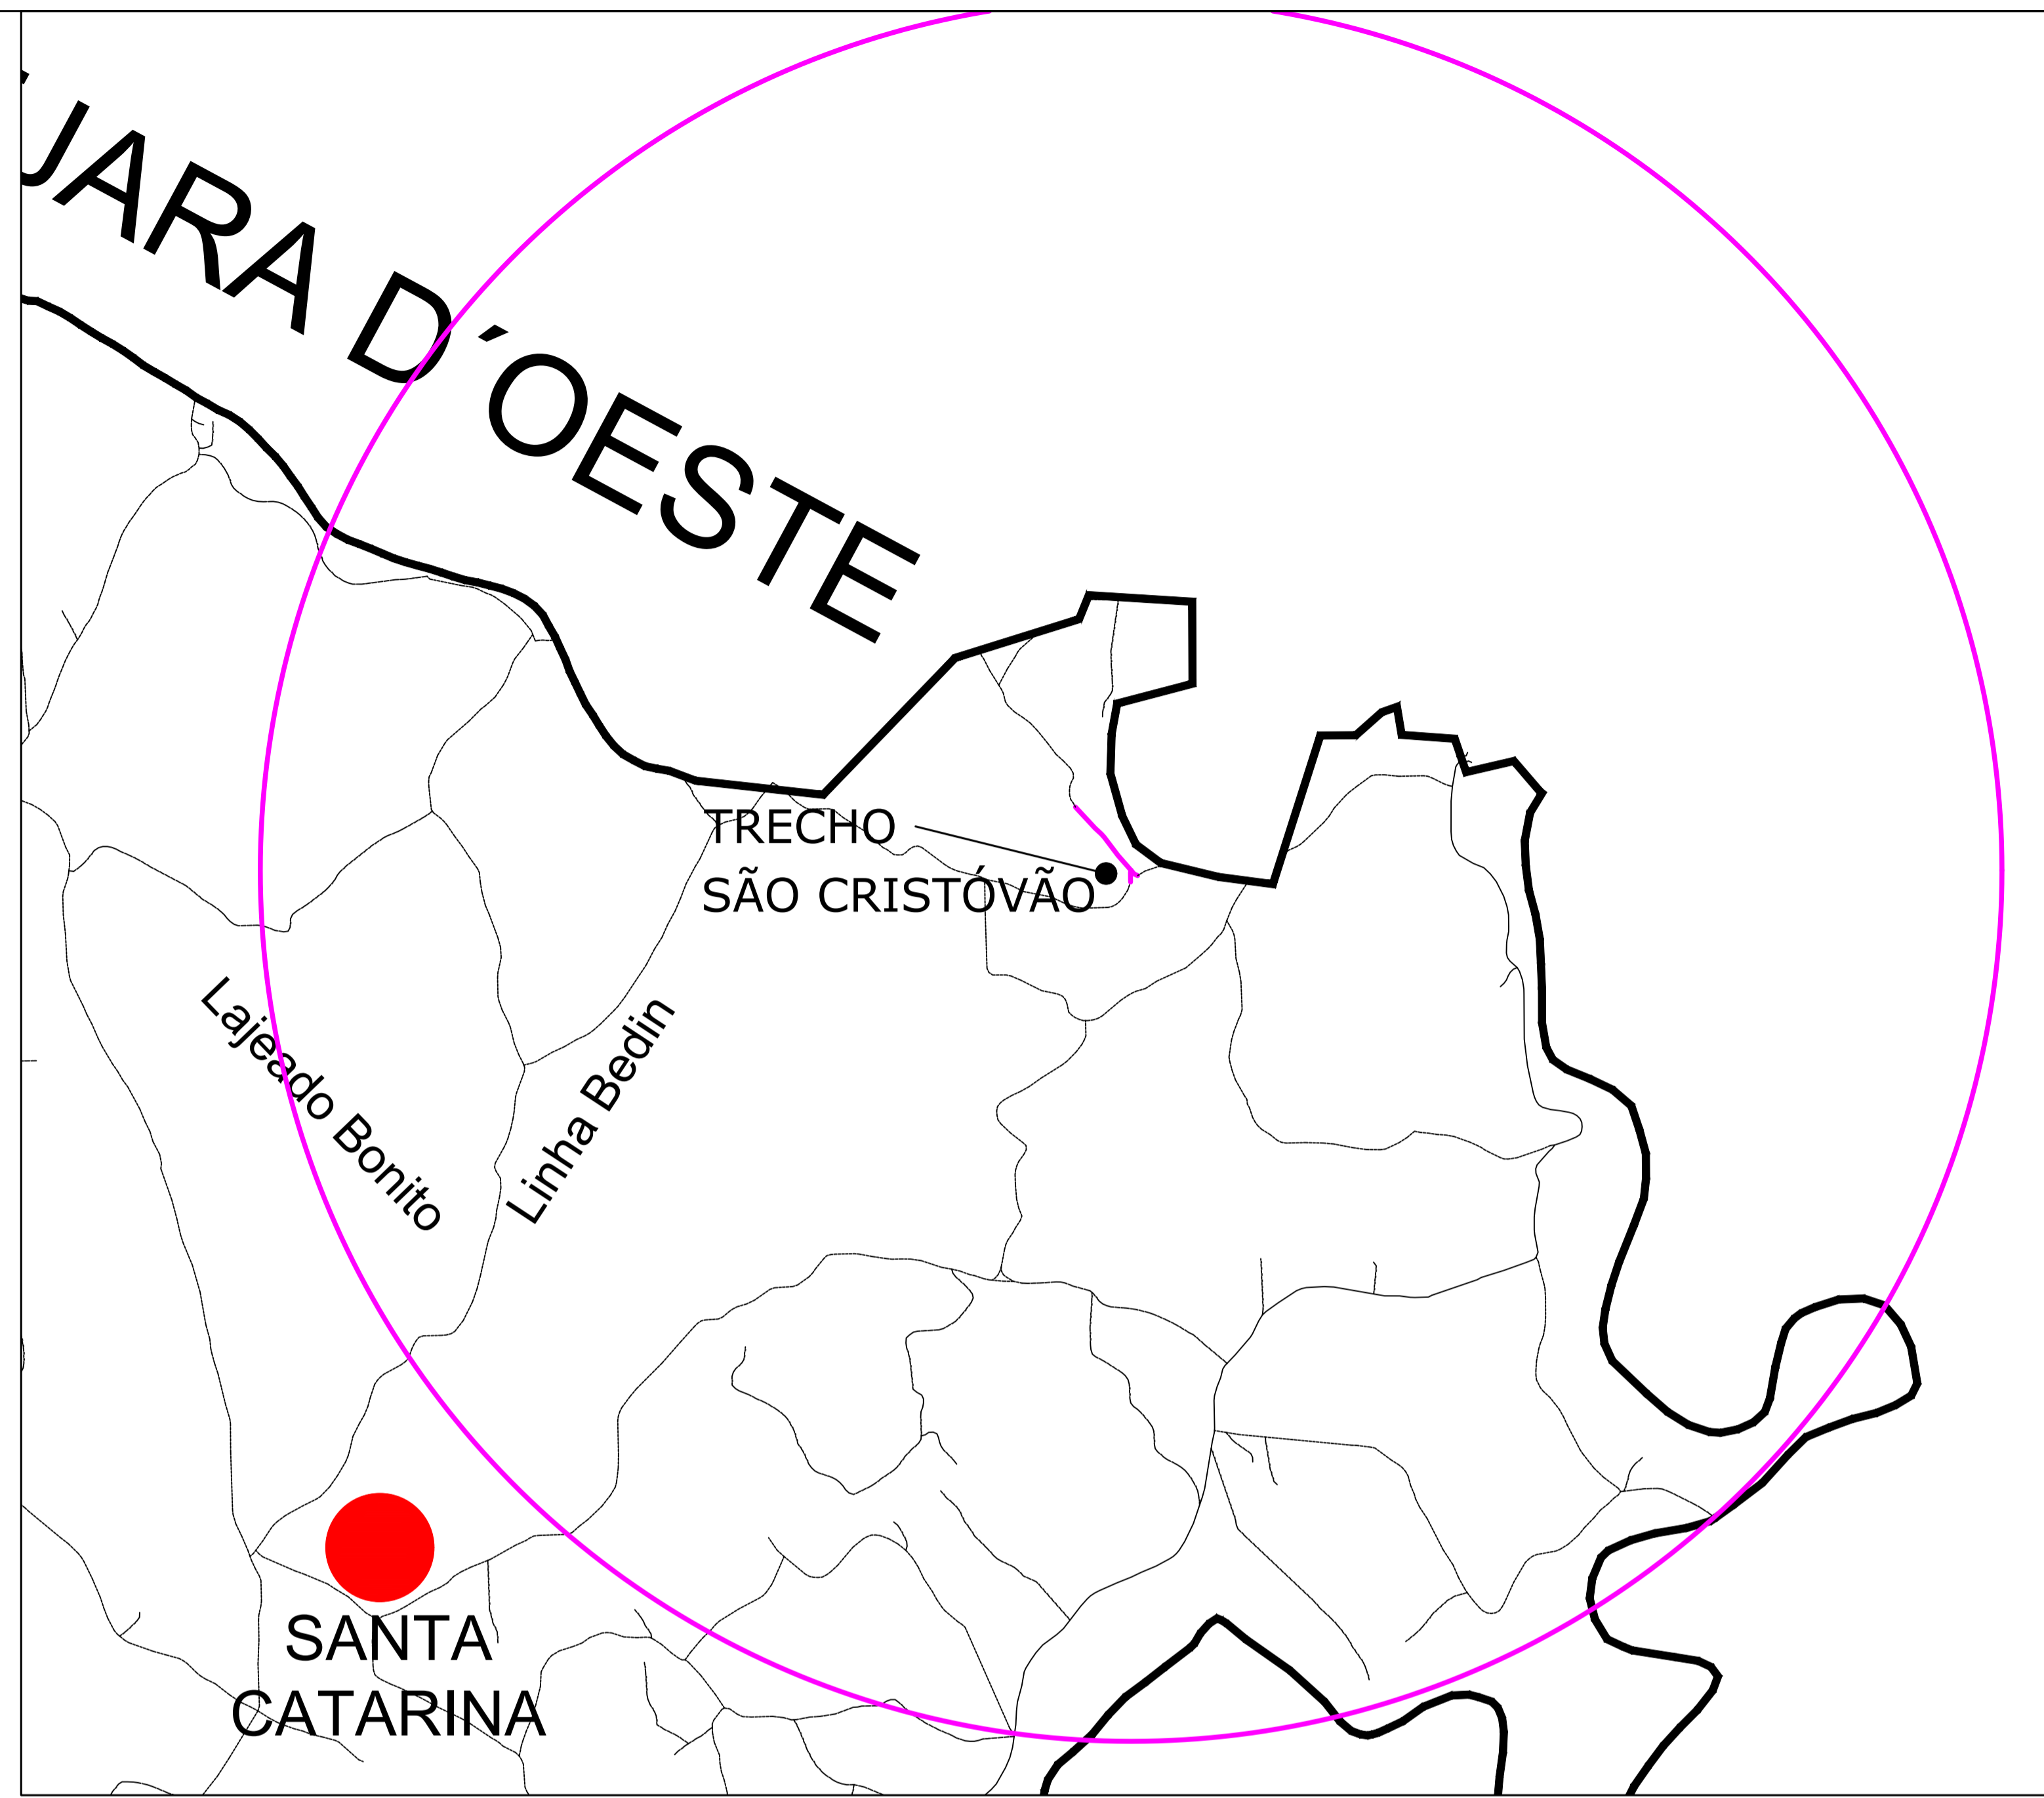 JARA D´OESTE
TRECHO
SÃO CRISTÓVÃO
Lajeado Bonito
Linha Bedin
SANTA
CATARINA